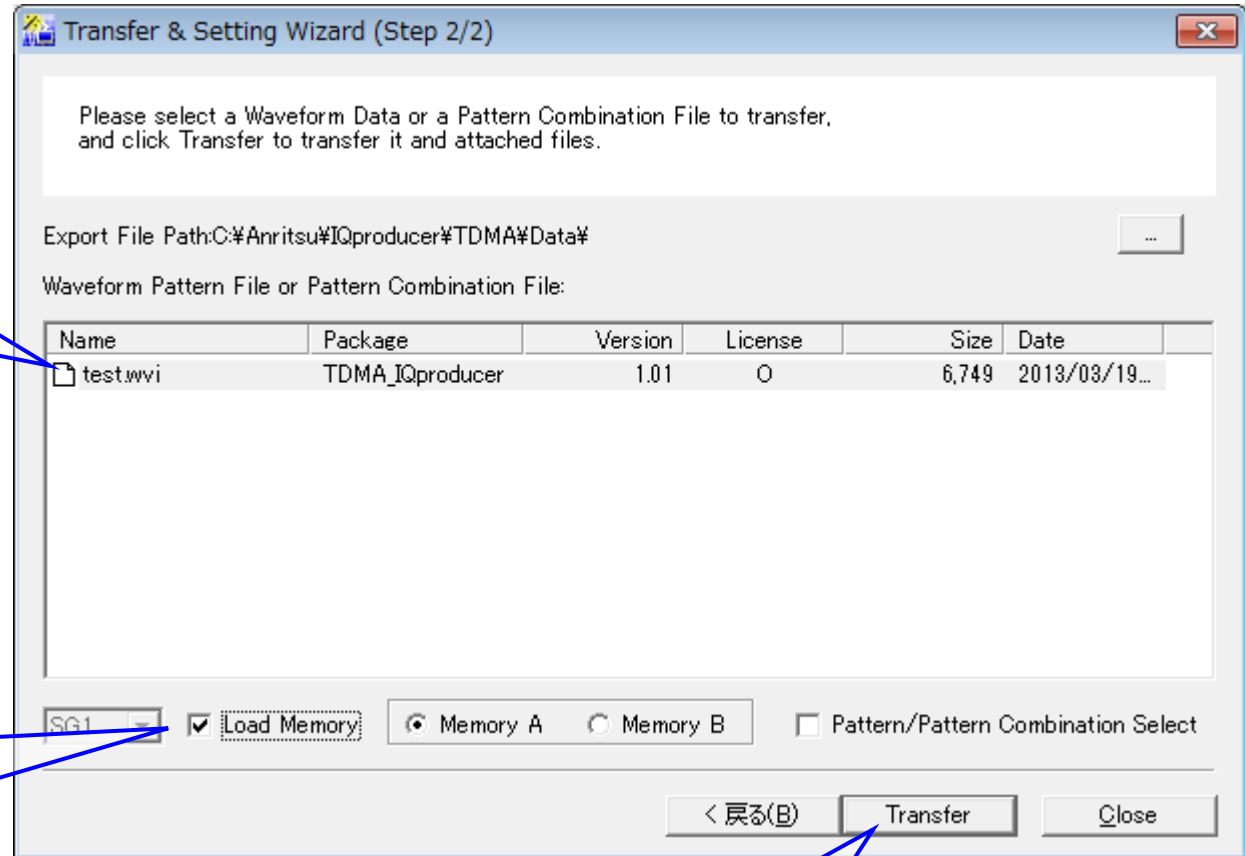 Transfer & Setting Wizard (Step 2/2)
Please select a Waveform Data or a Pattern Combination File to transfer,
and click Transfer to transfer it and attached files.
Export File Path:C:¥Anritsu¥IQproducer¥TDMA¥Data¥
...
Waveform Pattern File or Pattern Combination File:
Name Package Version License Size Date
test.wvi TDMA_IQproducer 1.01 O 6,749 2013/03/19...
SG1 Load Memory Memory A Memory B Pattern/Pattern Combination Select
< 戻る(B) Transfer Close